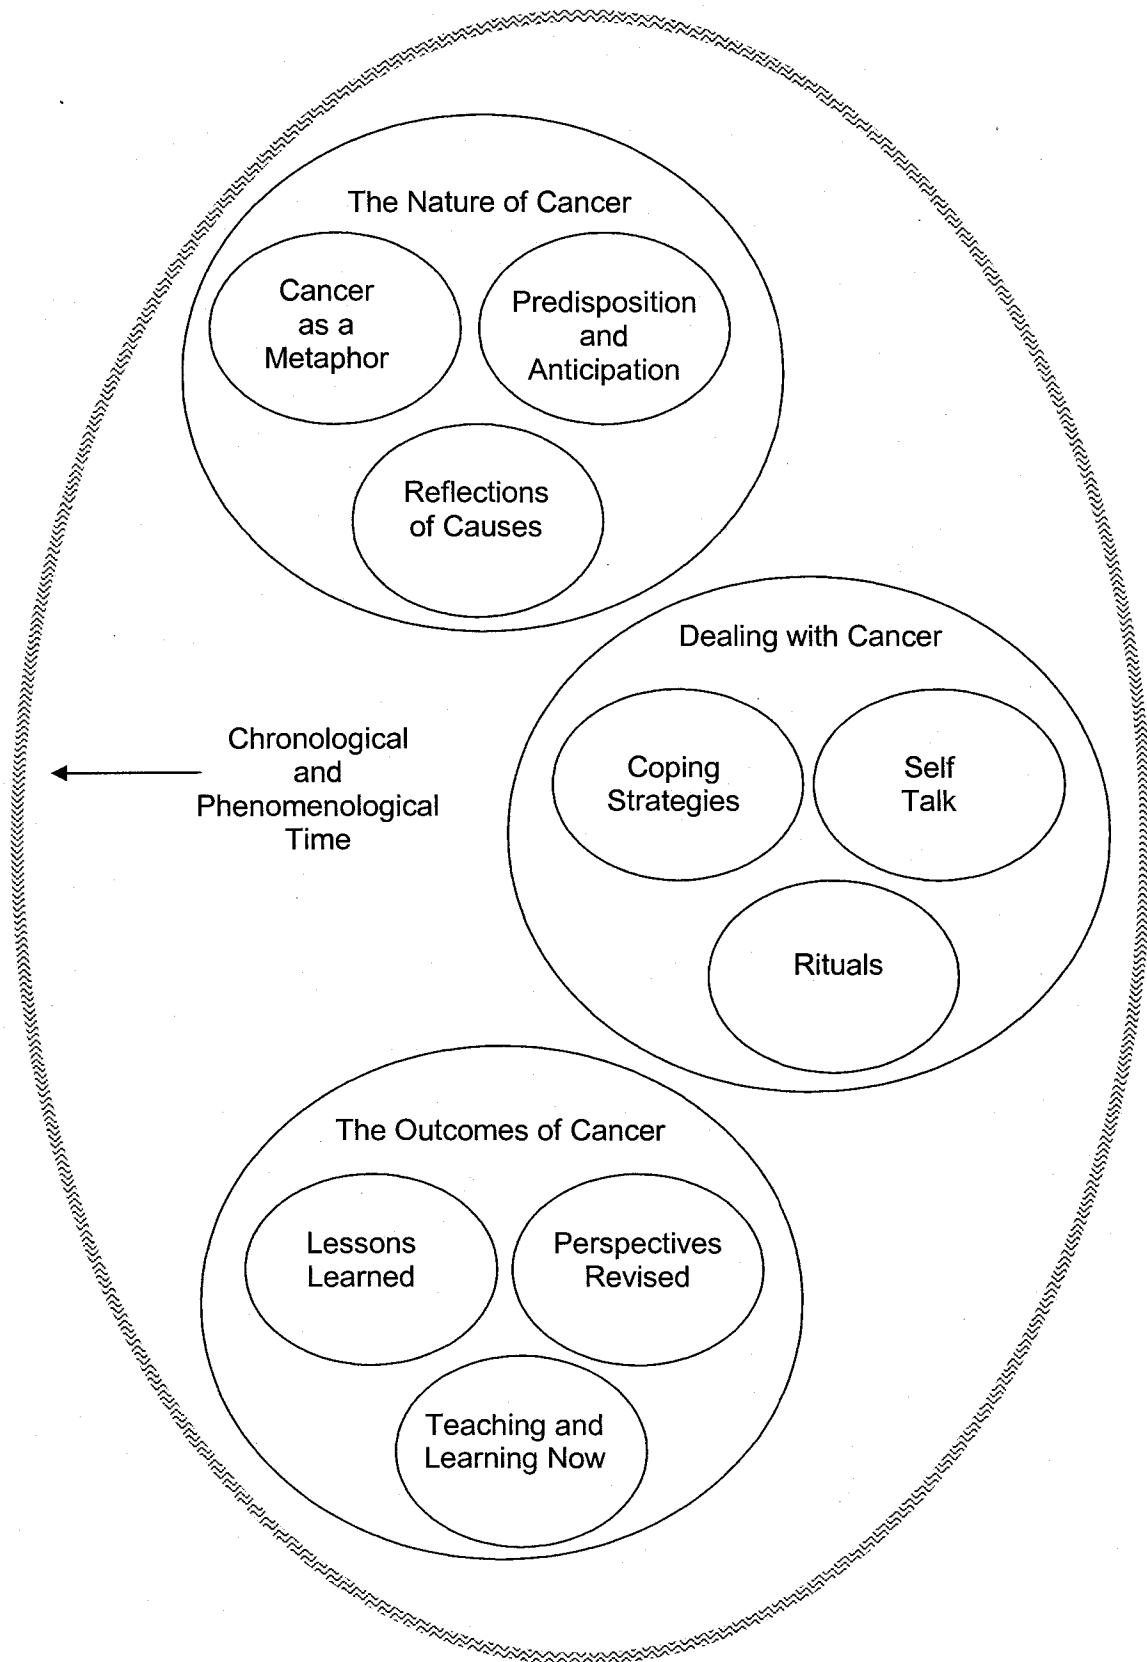 The Nature of Cancer
Cancer
as a
Metaphor
Predisposition
and
Anticipation
Reflections
of Causes
Dealing with Cancer
Coping
Strategies
Self
Talk
Rituals
Chronological
and
Phenomenological
Time
The Outcomes of Cancer
Lessons
Learned
Perspectives
Revised
Teaching and
Learning Now